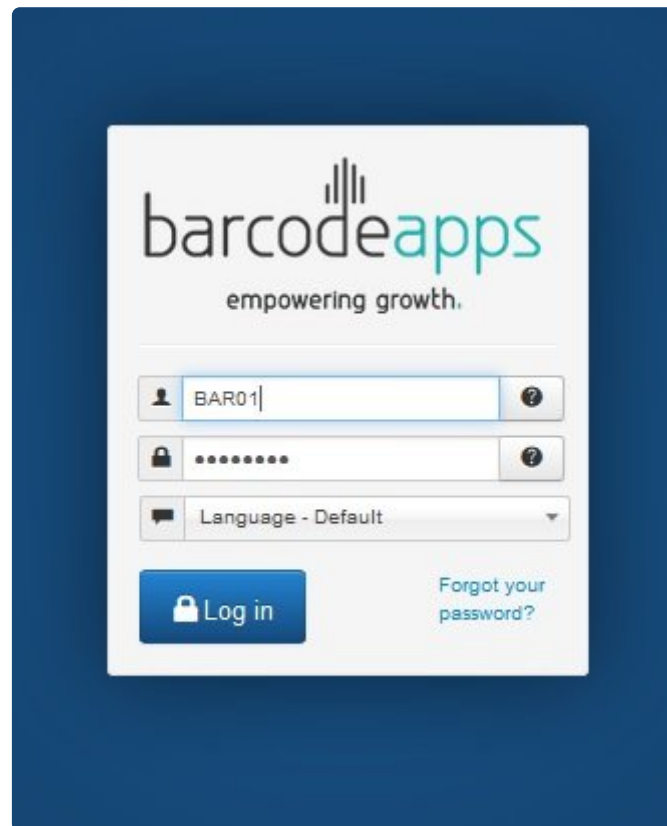 barcodeapps
empowering growth.
BAR01
••••••••
Language - Default
Log in
Forgot your
password?